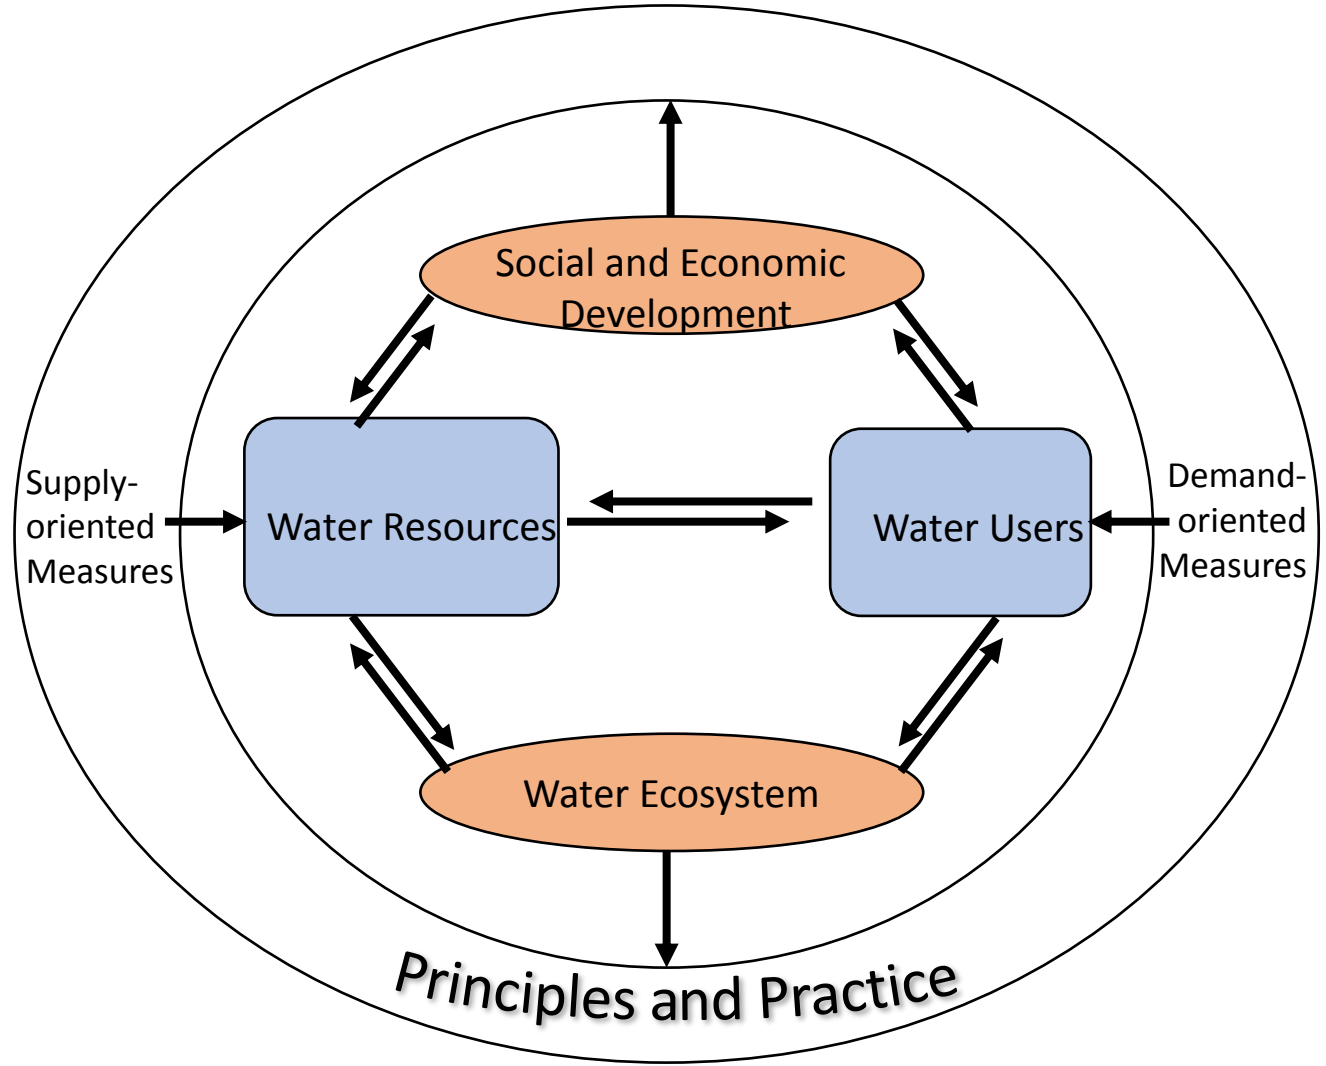 Social and Economic
Development
Supply-
oriented
Measures
Water Resources
Water Users
Demand-
oriented
Measures
Water Ecosystem
Principles and Practice